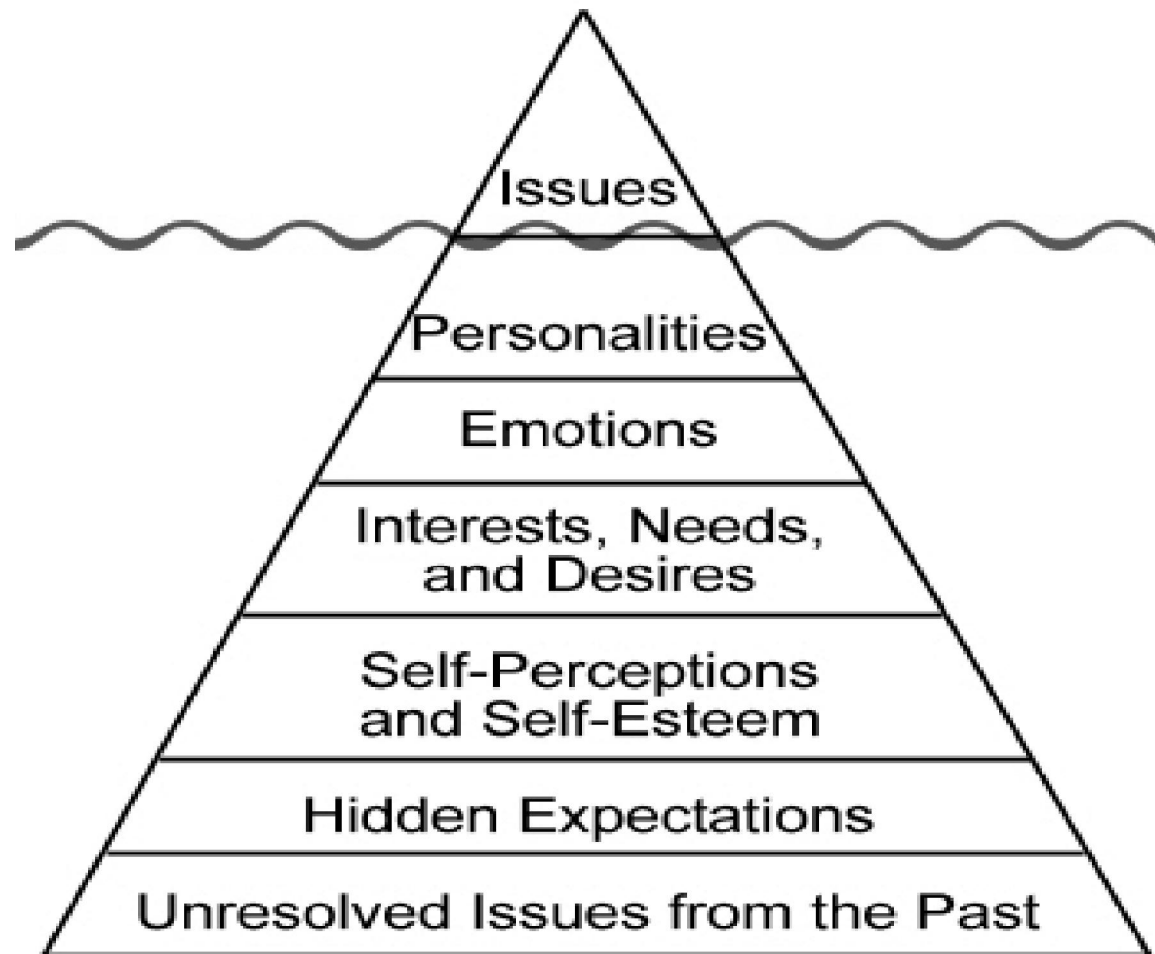 Issues
Personalities
Emotions
Interests, Needs,
and Desires
Self-Perceptions
and Self-Esteem
Hidden Expectations
Unresolved Issues from the Past